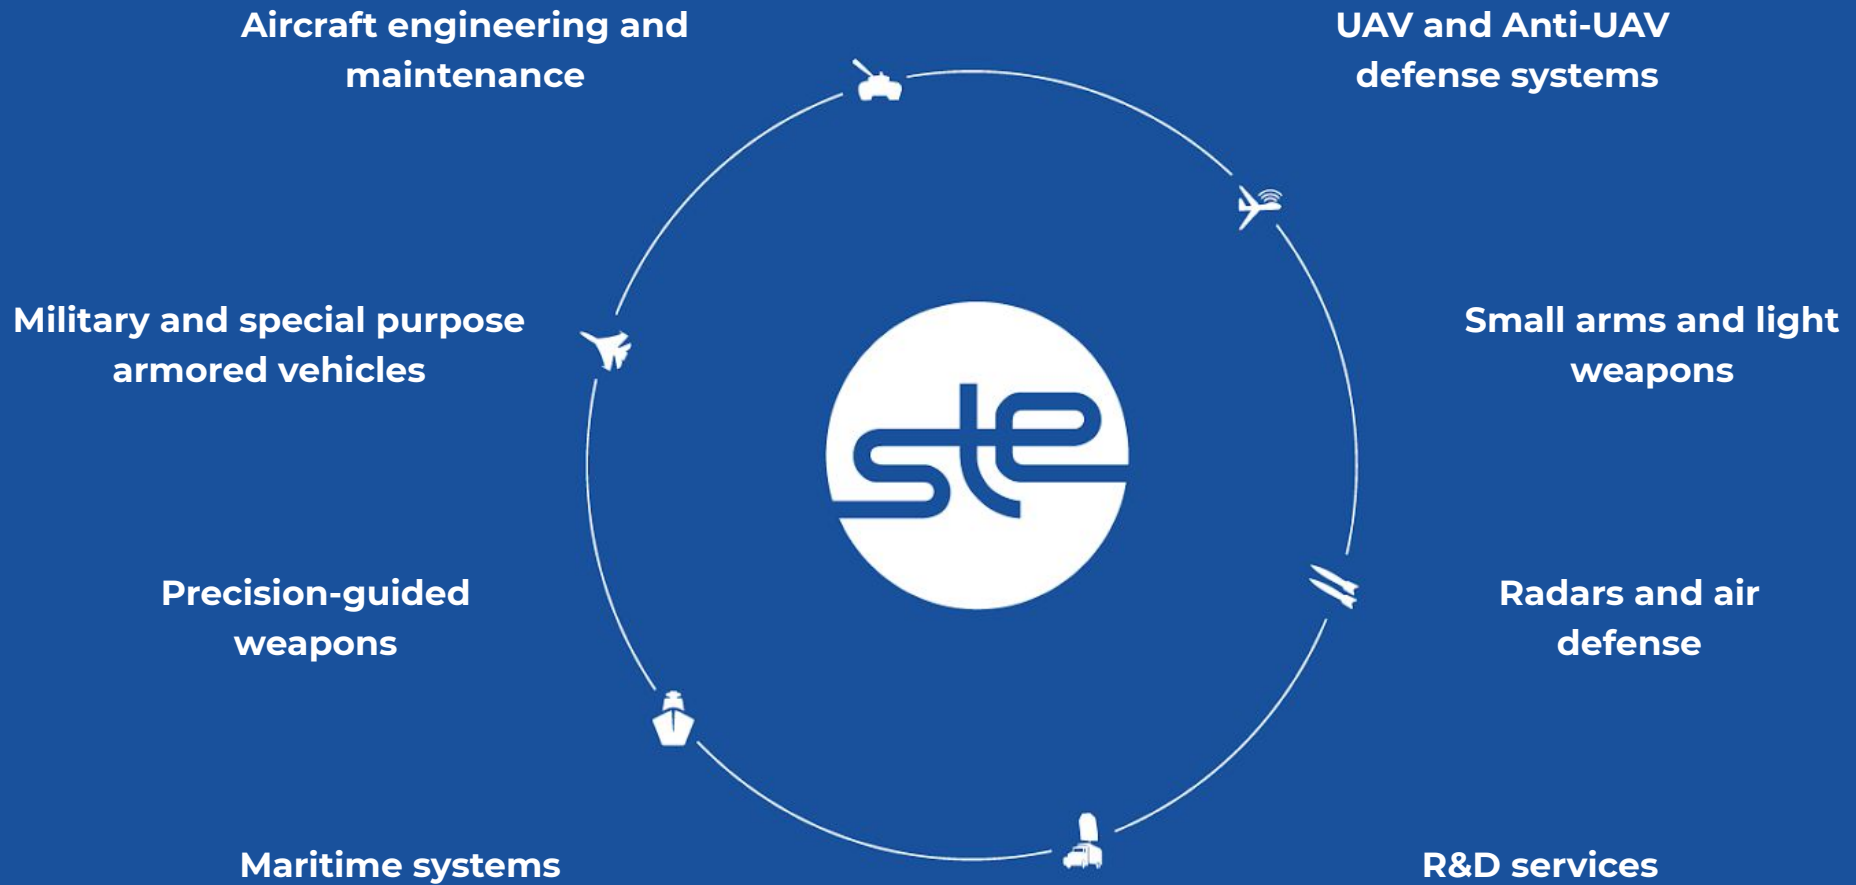 Aircraft engineering and
maintenance
UAV and Anti-UAV
defense systems
Military and special purpose
armored vehicles
Small arms and light
weapons
ste
Precision-guided
weapons
Radars and air
defense
Maritime systems
R&D services